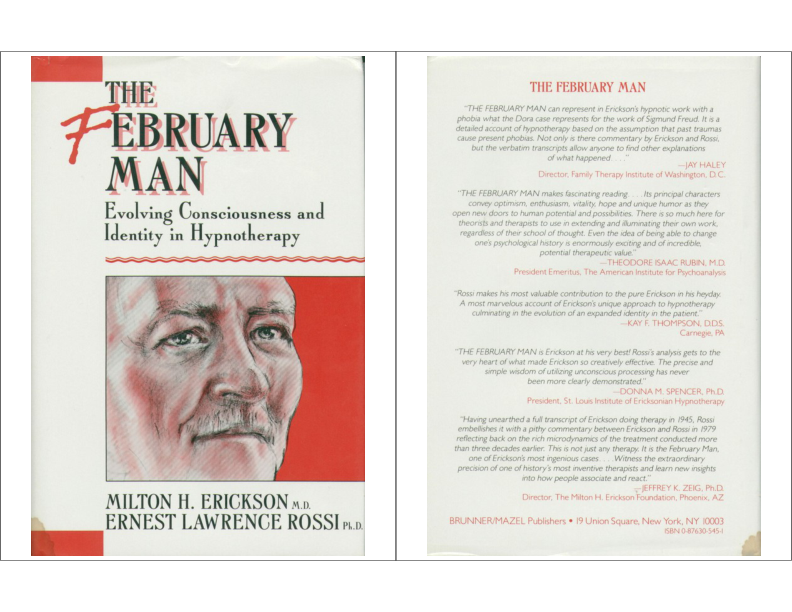 THE
FEBRUARY
MAN
Evolving Consciousness and
Identity in Hypnotherapy
MILTON H. ERICKSON M.D.
ERNEST LAWRENCE ROSSI Ph.D.
THE FEBRUARY MAN
"THE FEBRUARY MAN can represent in Erickson's hypnotic work with a
phobia what the Dora case represents for the work of Sigmund Freud. It is a
detailed account of hypnotherapy based on the assumption that past traumas
cause present phobias. Not only is there commentary by Erickson and Rossi,
but the verbatim transcripts allow anyone to find other explanations
of what happened . . . ."
—JAY HALEY
Director, Family Therapy Institute of Washington, D.C.
"THE FEBRUARY MAN makes fascinating reading . . . . Its principal characters
convey optimism, enthusiasm, vitality, hope and unique humor as they
open new doors to human potential and possibilities. There is so much here for
theorists and therapists to use in extending and illuminating their own work,
regardless of their school of thought. Even the idea of being able to change
one's psychological history is enormously exciting and of incredible,
potential therapeutic value."
—THEODORE ISAAC RUBIN, M.D.
President Emeritus, The American Institute for Psychoanalysis
"Rossi makes his most valuable contribution to the pure Erickson in his heyday.
A most marvelous account of Erickson's unique approach to hypnotherapy
culminating in the evolution of an expanded identity in the patient."
—KAY F. THOMPSON, D.D.S.
Carnegie, PA
"THE FEBRUARY MAN is Erickson at his very best! Rossi's analysis gets to the
very heart of what made Erickson so creatively effective. The precise and
simple wisdom of utilizing unconscious processing has never
been more clearly demonstrated."
—DONNA M. SPENCER, Ph.D.
President, St. Louis Institute of Ericksonian Hypnotherapy
"Having unearthed a full transcript of Erickson doing therapy in 1945, Rossi
embellishes it with a pithy commentary between Erickson and Rossi in 1979
reflecting back on the rich microdynamics of the treatment conducted more
than three decades earlier. This is not just any therapy. It is the February Man,
one of Erickson's most ingenious cases . . . . Witness the extraordinary
precision of one of history's most inventive therapists and learn new insights
into how people associate and react."
—JEFFREY K. ZEIG, Ph.D.
Director, The Milton H. Erickson Foundation, Phoenix, AZ
BRUNNER/MAZEL Publishers • 19 Union Square, New York, NY 10003
ISBN 0-87630-545-1